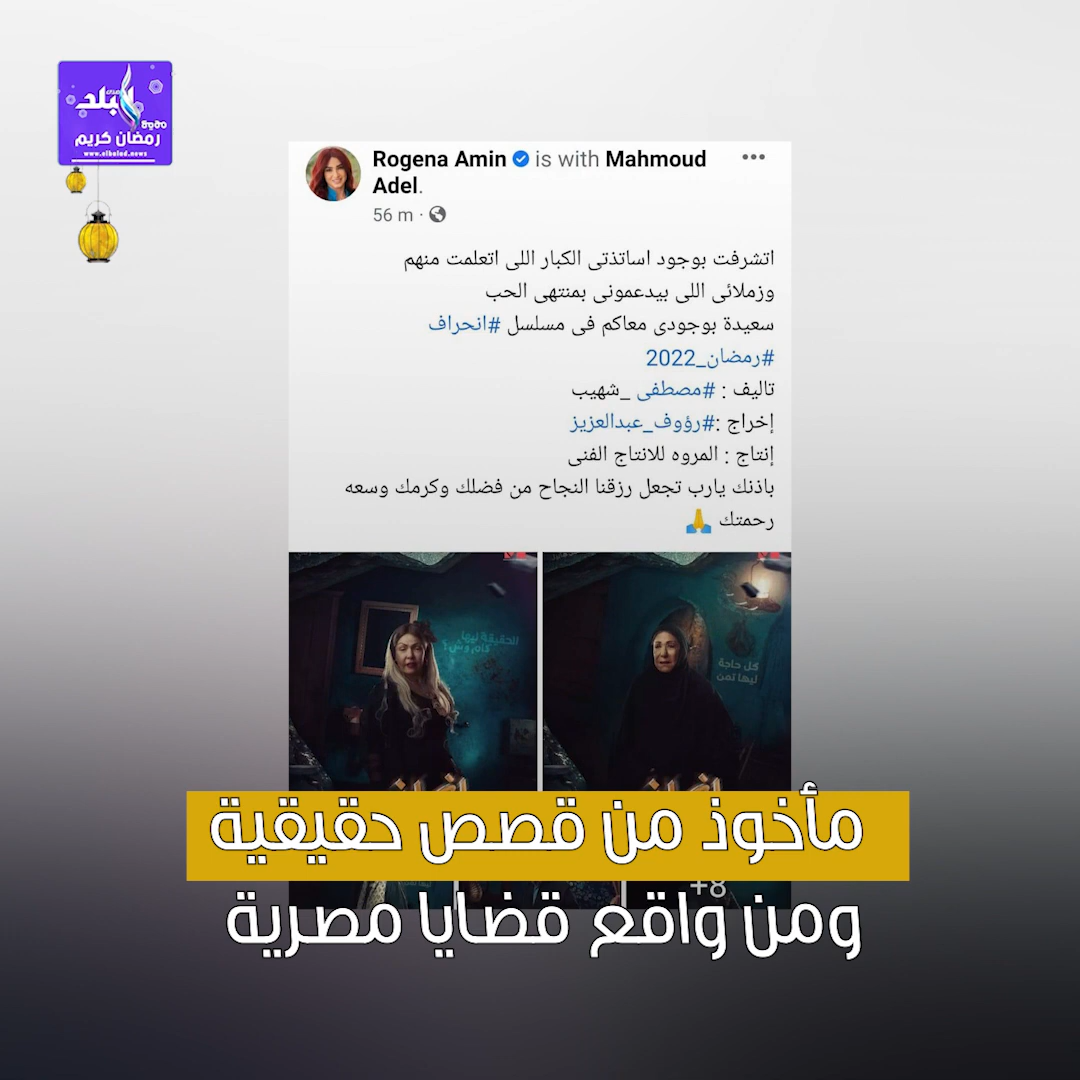 صدى
البلد
رمضان كريم
www.elbalad.news
Rogena Amin is with Mahmoud
Adel.
56 m ·
اتشرفت بوجود اساتذتى الكبار اللى اتعلمت منهم
وزملائى اللى بيدعمونى بمنتهى الحب
سعيدة بوجودى معاكم فى مسلسل #انحراف
#رمضان_2022
تاليف : #مصطفى _شهيب
إخراج :#رؤوف_عبدالعزيز
إنتاج : المروه للانتاج الفنى
باذنك يارب تجعل رزقنا النجاح من فضلك وكرمك وسعه
رحمتك 🙏
الحقيقة ليها
كام وش؟
كل حاجة
ليها تمن
مأخوذ من قصص حقيقية
+8
ومن واقع قضايا مصرية